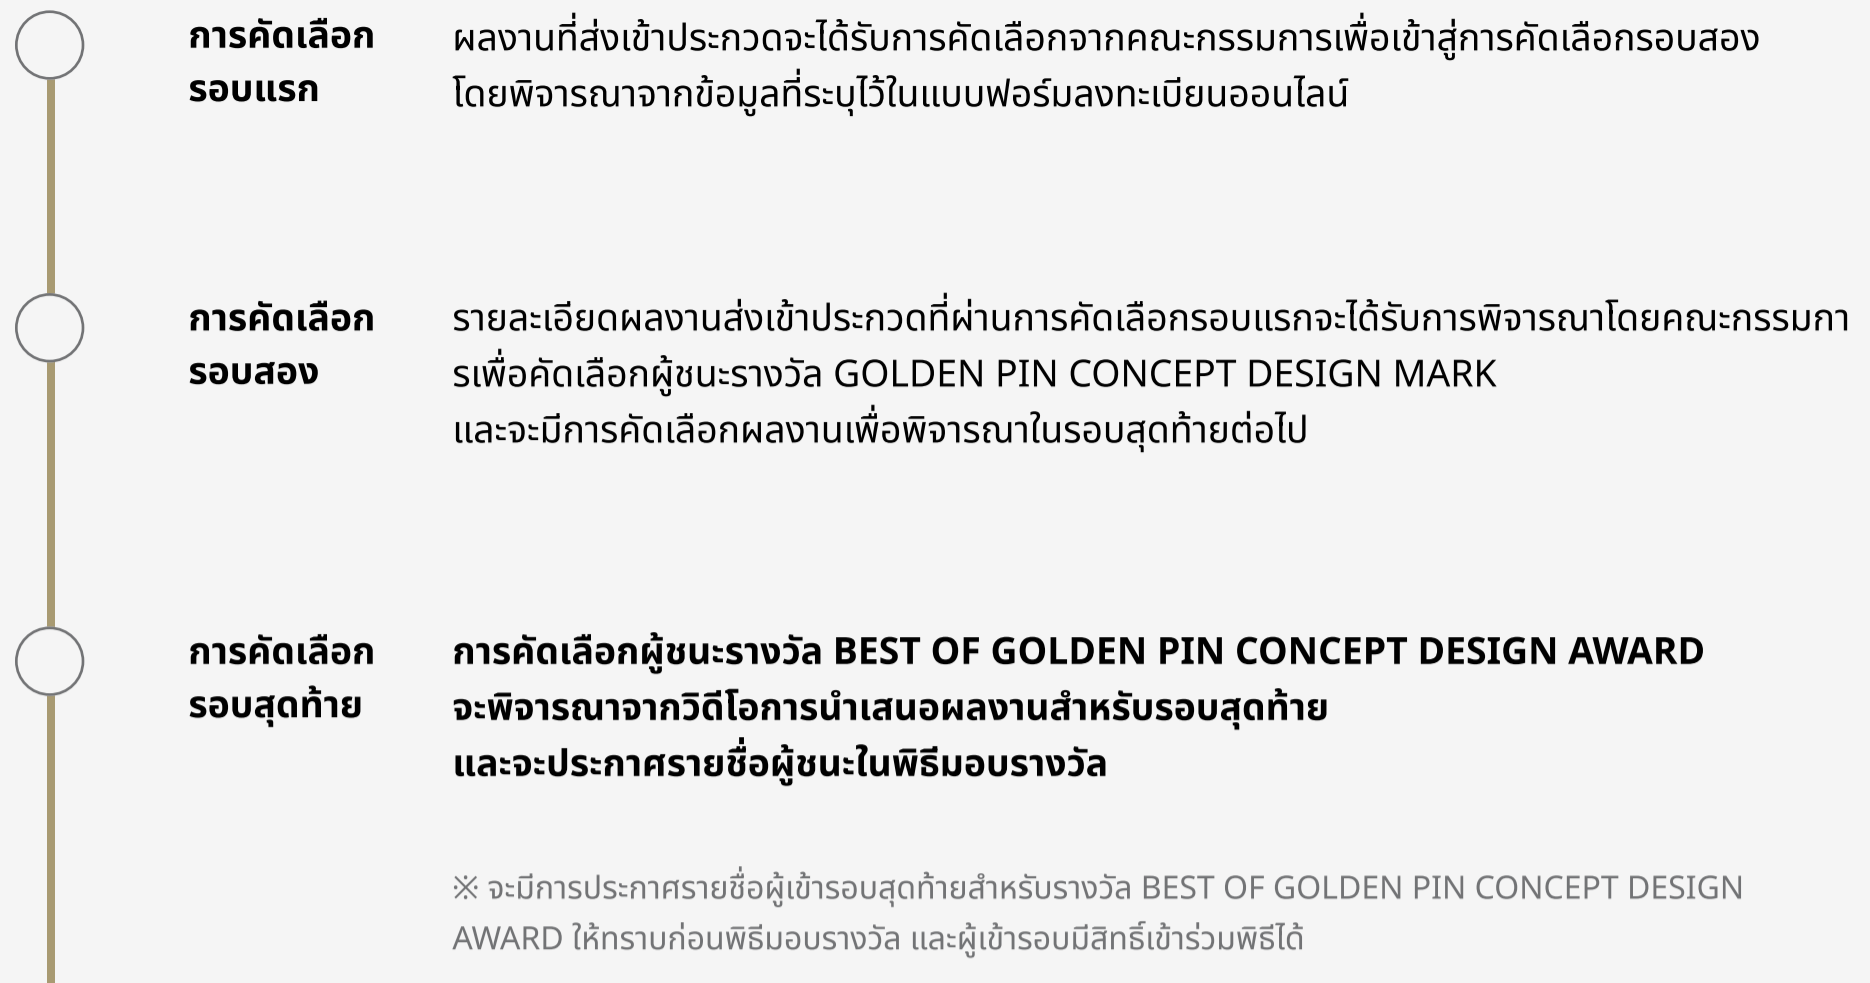 การคัดเลือก
รอบแรก
ผลงานที่ส่งเข้าประกวดจะได้รับการคัดเลือกจากคณะกรรมการเพื่อเข้าสู่การคัดเลือกรอบสอง
โดยพิจารณาจากข้อมูลที่ระบุไว้ในแบบฟอร์มลงทะเบียนออนไลน์
การคัดเลือก
รอบสอง
รายละเอียดผลงานส่งเข้าประกวดที่ผ่านการคัดเลือกรอบแรกจะได้รับการพิจารณาโดยคณะกรรมกา
รเพื่อคัดเลือกผู้ชนะรางวัล GOLDEN PIN CONCEPT DESIGN MARK
และจะมีการคัดเลือกผลงานเพื่อพิจารณาในรอบสุดท้ายต่อไป
การคัดเลือก
รอบสุดท้าย
การคัดเลือกผู้ชนะรางวัล BEST OF GOLDEN PIN CONCEPT DESIGN AWARD
จะพิจารณาจากวิดีโอการนำเสนอผลงานสำหรับรอบสุดท้าย
และจะประกาศรายชื่อผู้ชนะในพิธีมอบรางวัล
※ จะมีการประกาศรายชื่อผู้เข้ารอบสุดท้ายสำหรับรางวัล BEST OF GOLDEN PIN CONCEPT DESIGN
AWARD ให้ทราบก่อนพิธีมอบรางวัล และผู้เข้ารอบมีสิทธิ์เข้าร่วมพิธีได้